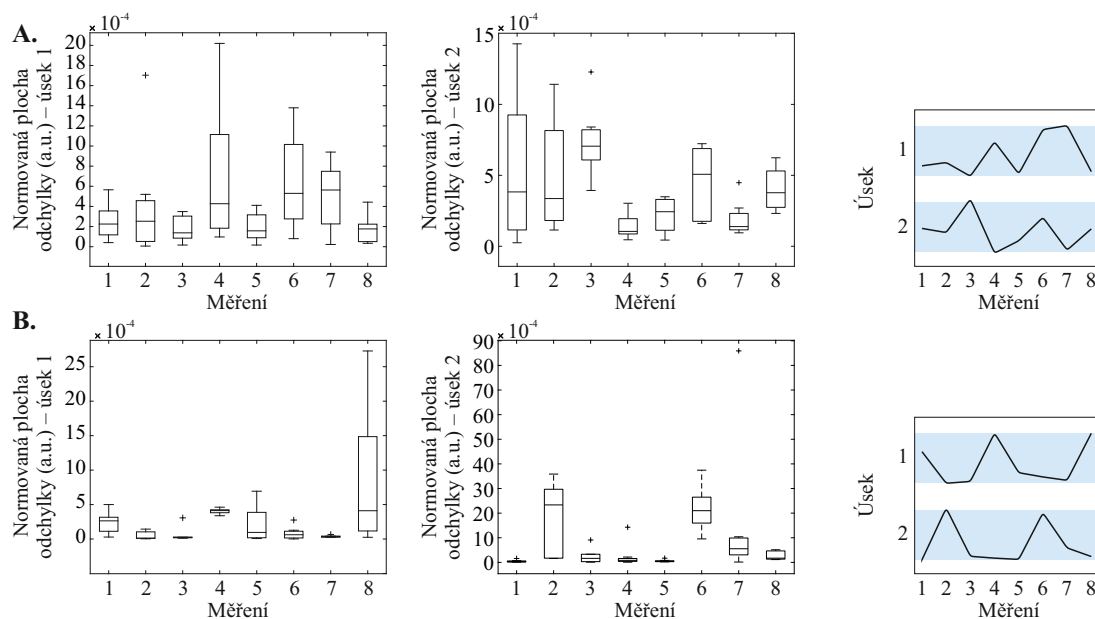 A.
× 10-4
Normovaná plocha
odchylky (a.u.) – úsek 1
20
18
16
14
12
10
8
6
4
2
0
1 2 3 4 5 6 7 8
Měření
× 10-4
Normovaná plocha
odchylky (a.u.) – úsek 2
15
10
5
0
1 2 3 4 5 6 7 8
Měření
Úsek
1
2
1 2 3 4 5 6 7 8
Měření
B.
× 10-4
Normovaná plocha
odchylky (a.u.) – úsek 1
25
20
15
10
5
0
1 2 3 4 5 6 7 8
Měření
× 10-4
Normovaná plocha
odchylky (a.u.) – úsek 2
90
80
70
60
50
40
30
20
10
0
1 2 3 4 5 6 7 8
Měření
Úsek
1
2
1 2 3 4 5 6 7 8
Měření